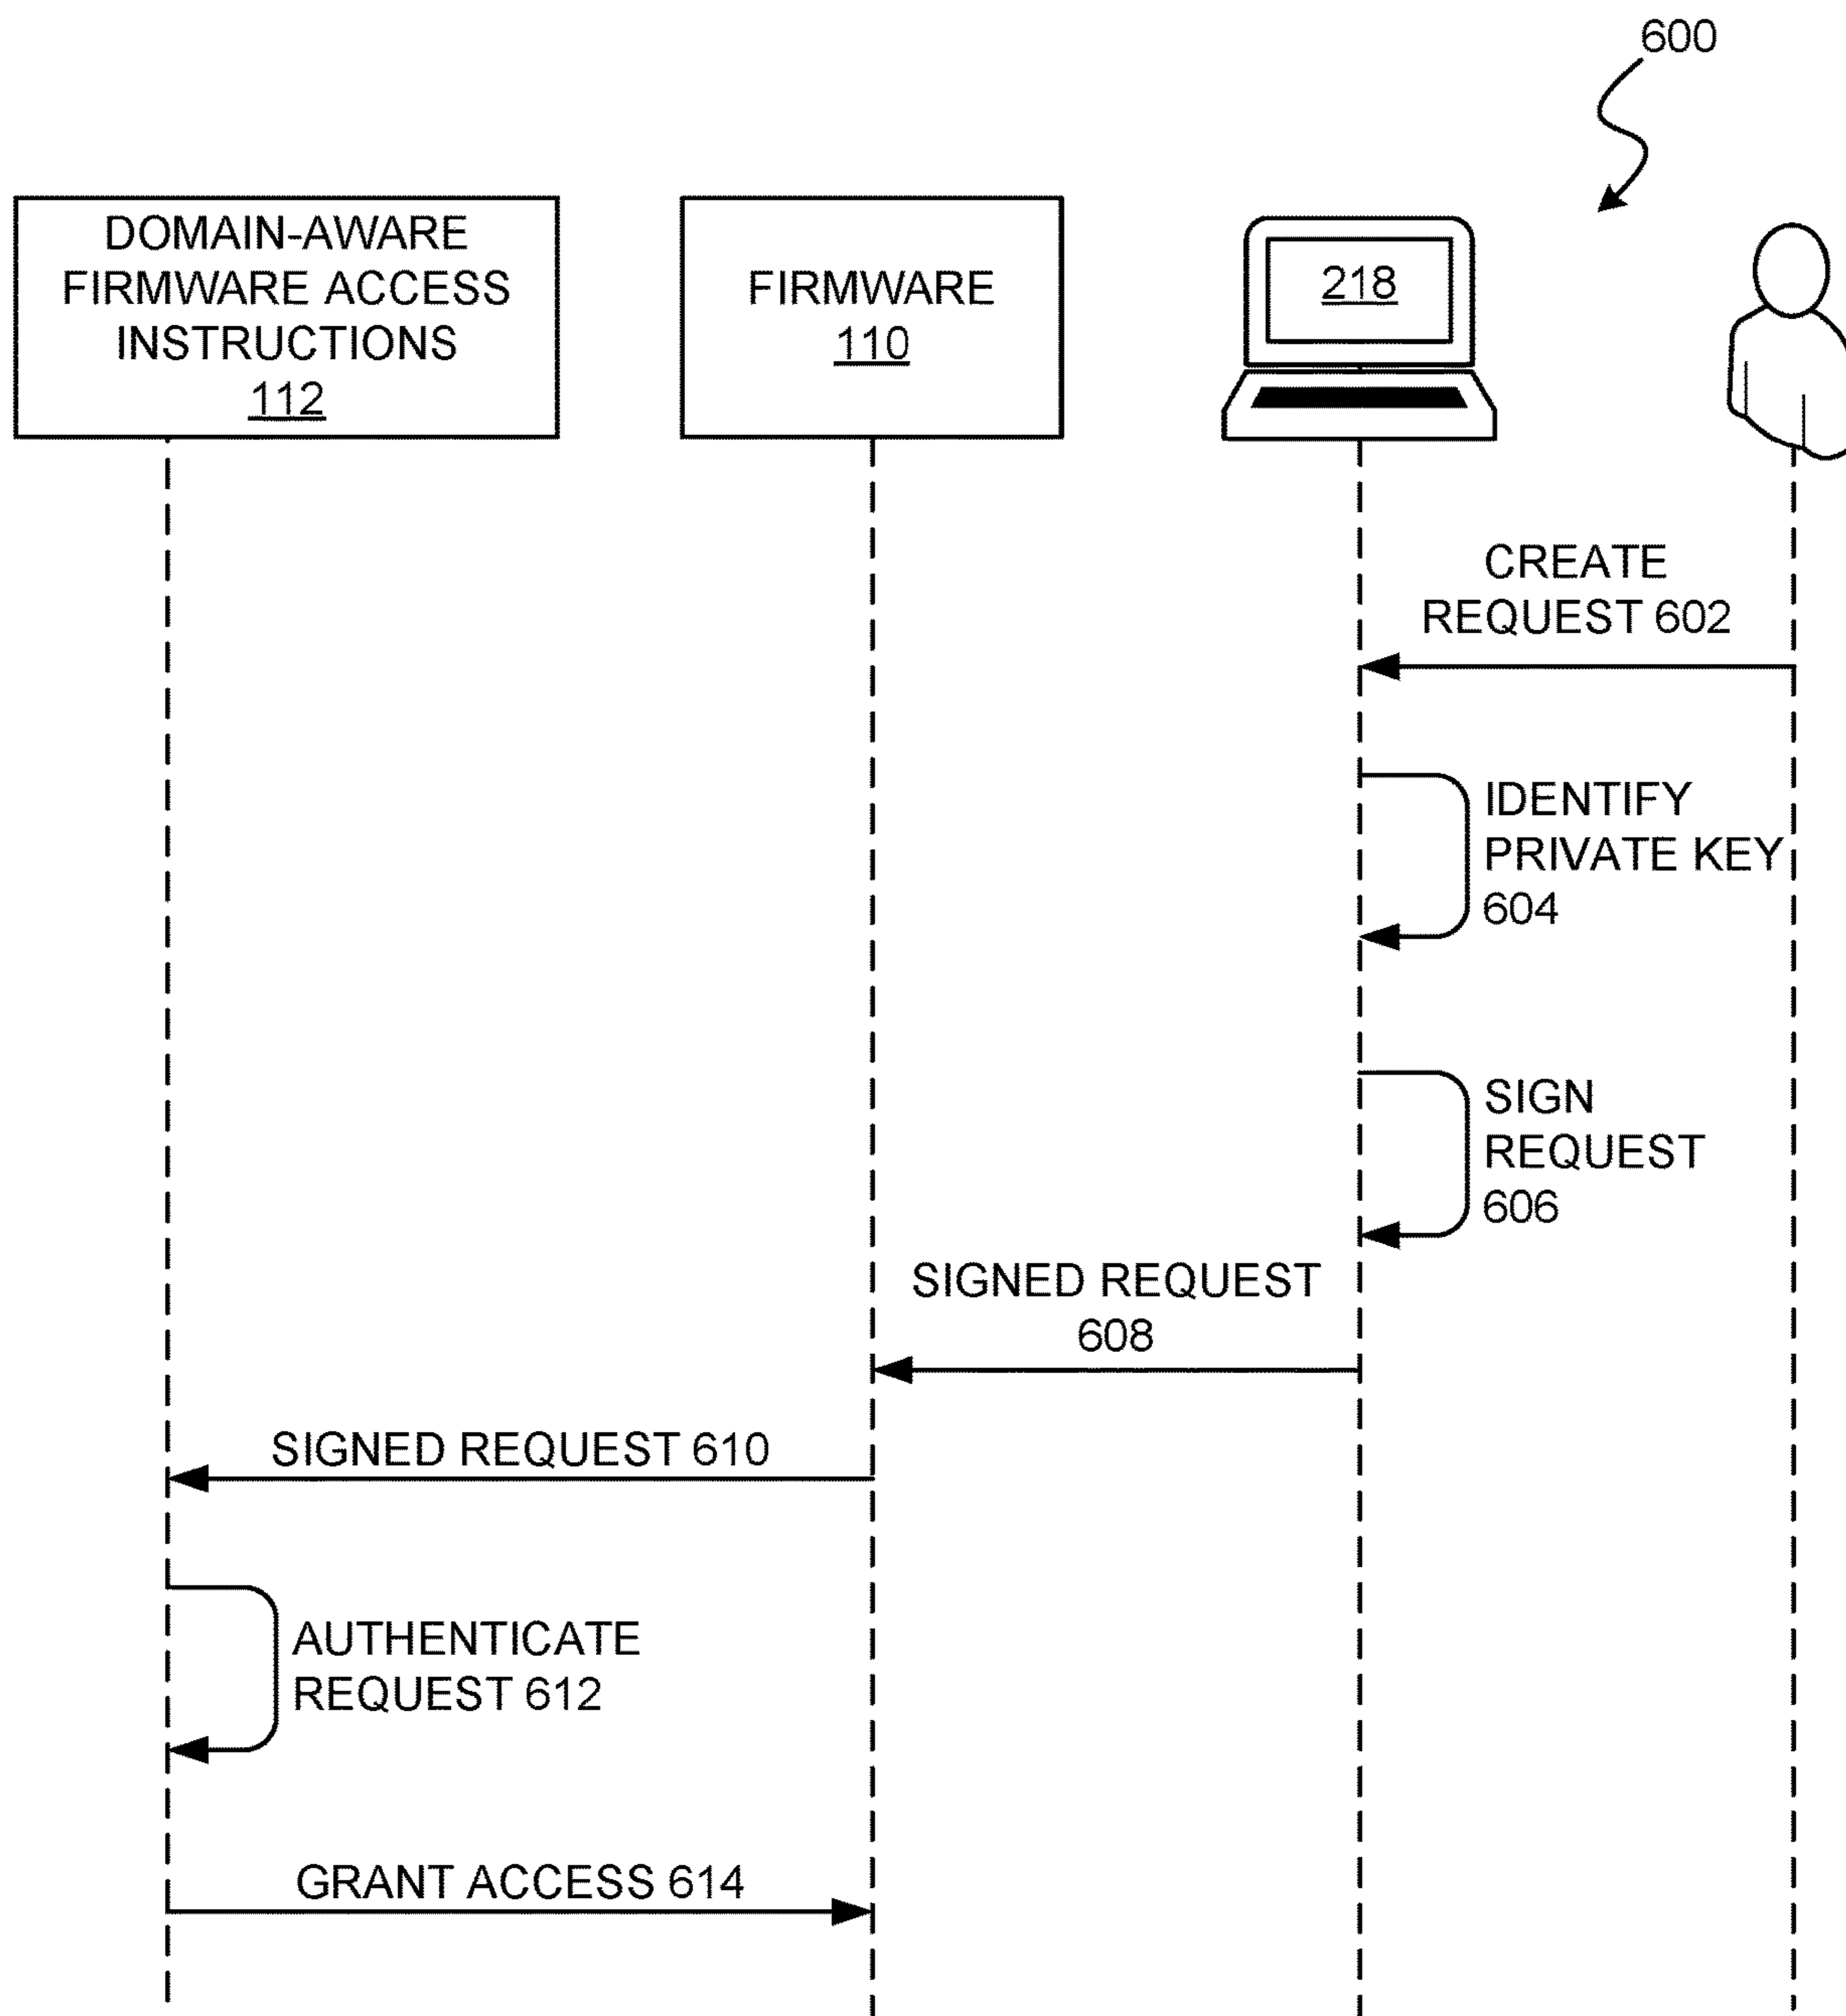 600
DOMAIN-AWARE
FIRMWARE ACCESS
INSTRUCTIONS
112
FIRMWARE
110
218
CREATE
REQUEST 602
IDENTIFY
PRIVATE KEY
604
SIGN
REQUEST
606
SIGNED REQUEST
608
SIGNED REQUEST 610
AUTHENTICATE
REQUEST 612
GRANT ACCESS 614